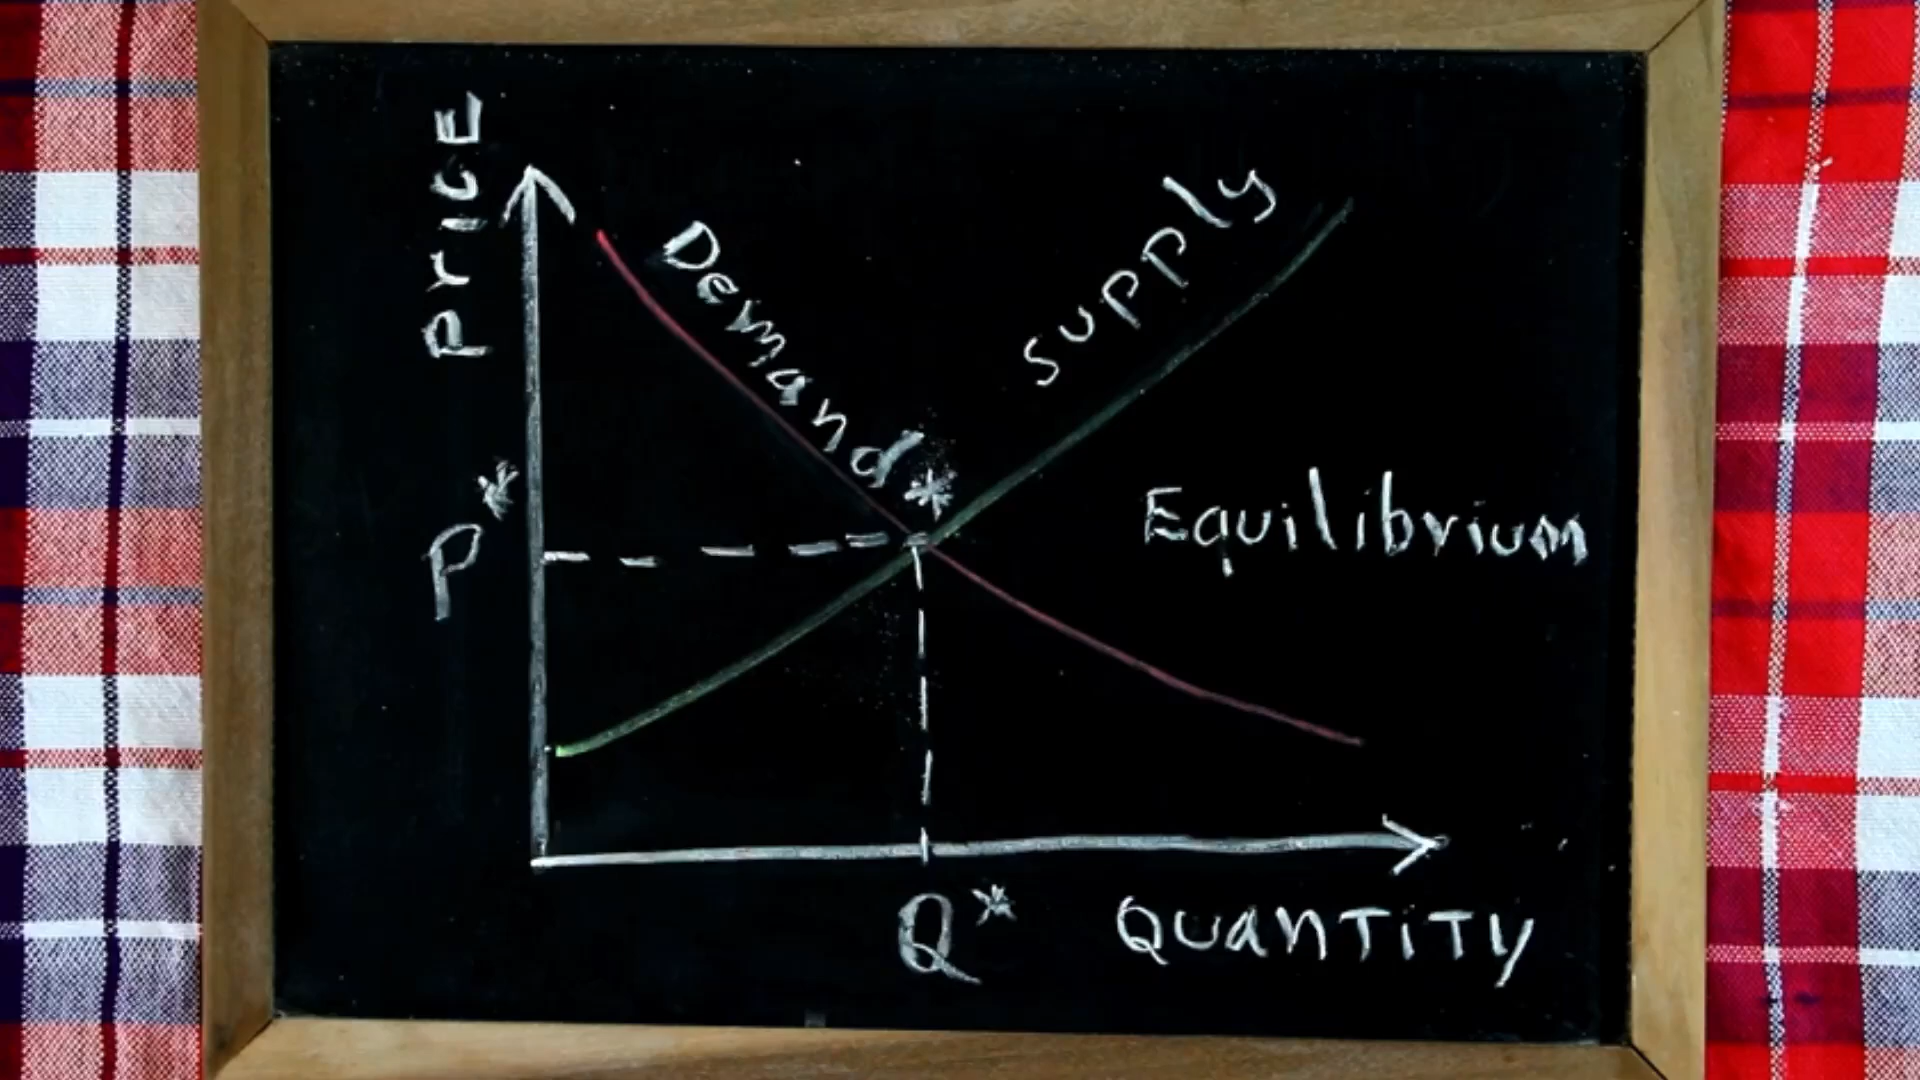 PrICE
Demand
supply
*
P*
Equilibrium
Q*
QUANTITY